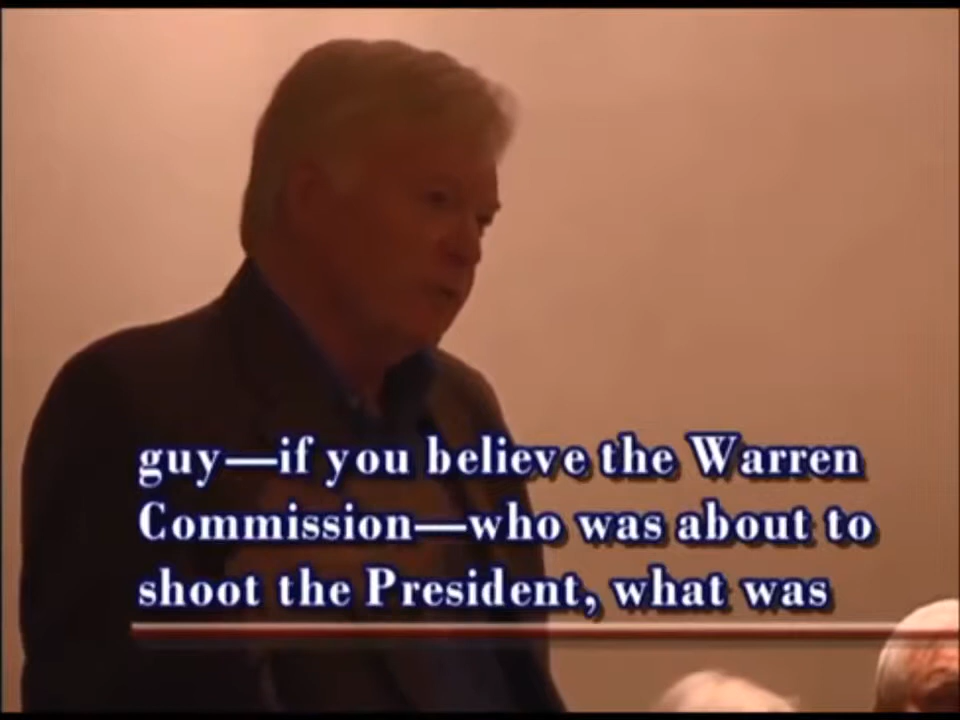 guy—if you believe the Warren
Commission—who was about to
shoot the President, what was